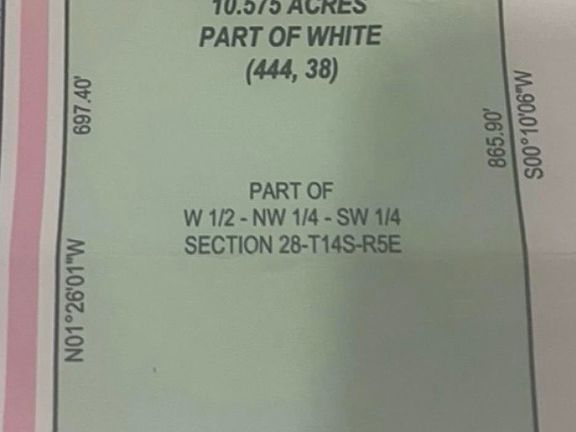 10.575 ACRES
PART OF WHITE
(444, 38)
697.40'
N01°26'01"W
865.90'
S00°10'06"W
PART OF
W 1/2 - NW 1/4 - SW 1/4
SECTION 28-T14S-R5E